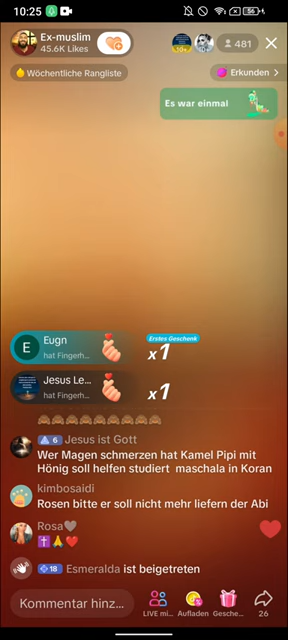 10:25
56
Ex-muslim
45.6K Likes
10+
481
Wöchentliche Rangliste
Erkunden >
Es war einmal
E
Eugn
hat Fingerh...
Erstes Geschenk
x1
Jesus Le...
hat Fingerh...
x1
🙈🙈🙈🙈🙈🙈🙈🙈🙈
6 Jesus ist Gott
Wer Magen schmerzen hat Kamel Pipi mit
Hönig soll helfen studiert maschala in Koran
kimbosaidi
Rosen bitte er soll nicht mehr liefern der Abi
Rosa🩶
✝️🙏❤️
18 Esmeralda ist beigetreten
Kommentar hinz...
LIVE mi...
Aufladen
Gesche...
26